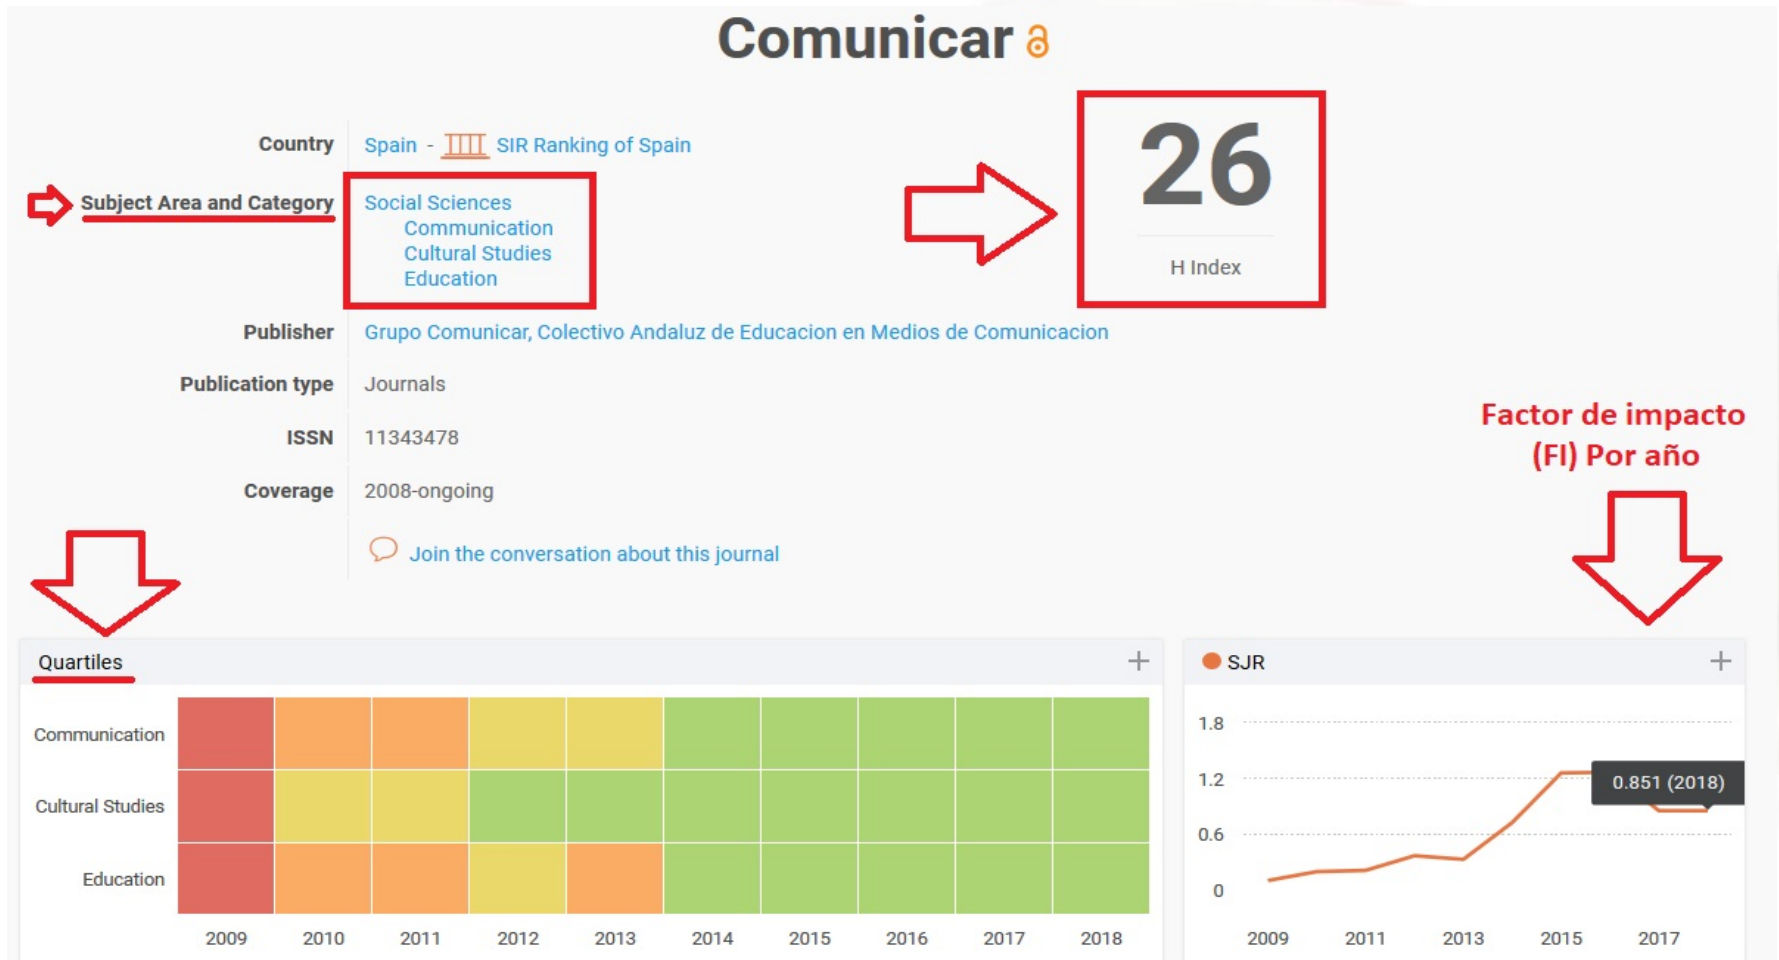 Comunicar
Country
Spain - SIR Ranking of Spain
Subject Area and Category
Social Sciences
Communication
Cultural Studies
Education
26
H Index
Publisher
Grupo Comunicar, Colectivo Andaluz de Educacion en Medios de Comunicacion
Publication type
Journals
ISSN
11343478
Coverage
2008-ongoing
Join the conversation about this journal
Factor de impacto
(FI) Por año
Quartiles
Communication
Cultural Studies
Education
2009 2010 2011 2012 2013 2014 2015 2016 2017 2018
SJR
1.8
1.2
0.6
0
0.851 (2018)
2009 2011 2013 2015 2017